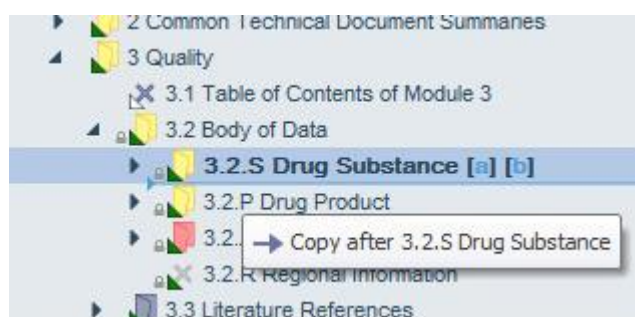 2 Common Technical Document Summaries
3 Quality
3.1 Table of Contents of Module 3
3.2 Body of Data
3.2.S Drug Substance [a] [b]
3.2.P Drug Product
3.2.
Copy after 3.2.S Drug Substance
3.2.R Regional Information
3.3 Literature References